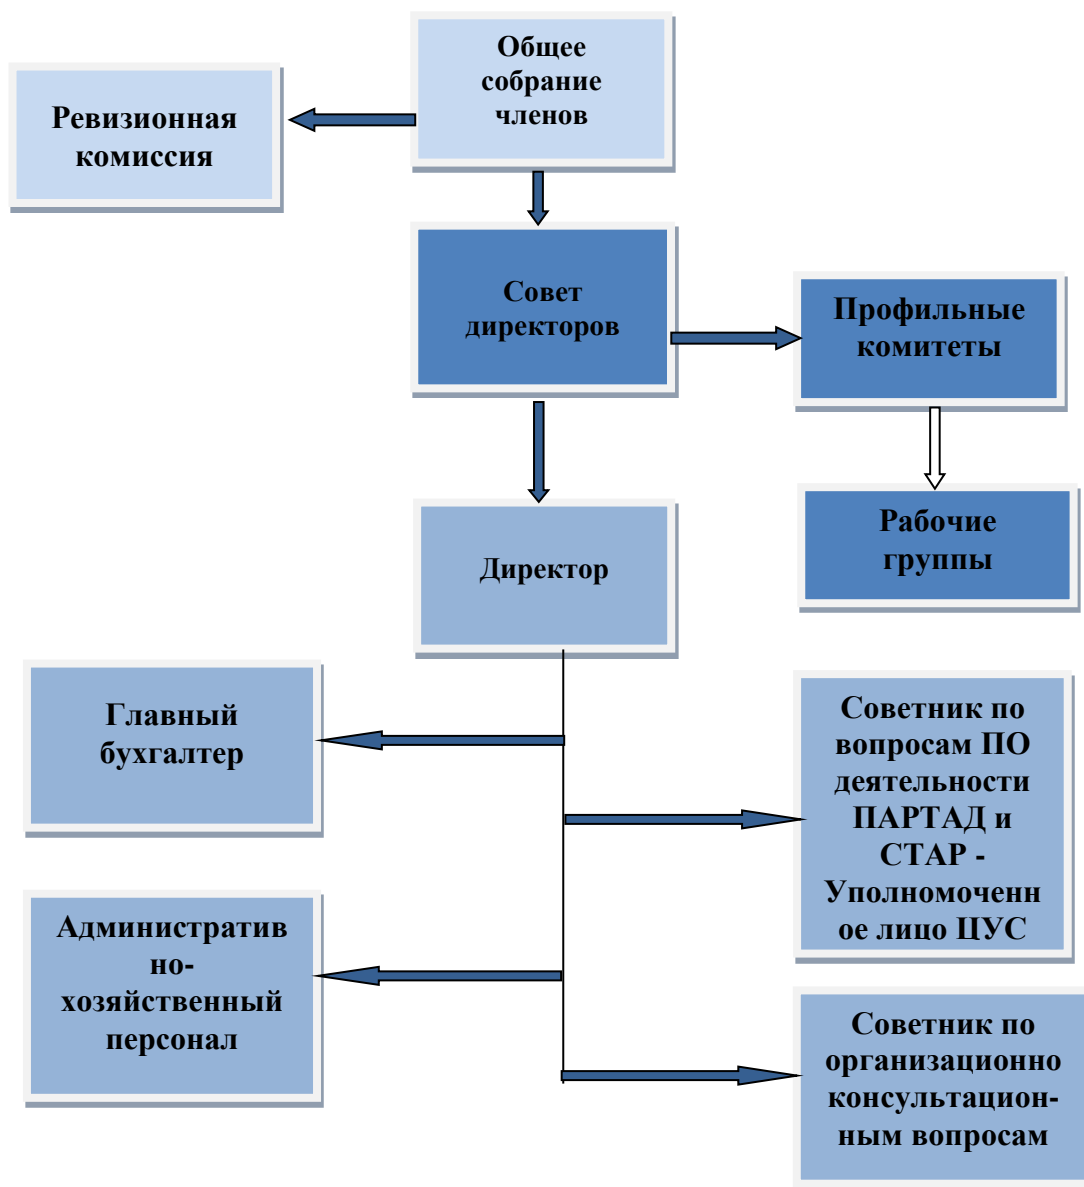 Общее
собрание
членов
Ревизионная
комиссия
Совет
директоров
Профильные
комитеты
Рабочие
группы
Директор
Главный
бухгалтер
Советник по
вопросам ПО
деятельности
ПАРТАД и
СТАР -
Уполномоченн
ое лицо ЦУС
Административ
но-
хозяйственный
персонал
Советник по
организационно
консультацион-
ным вопросам